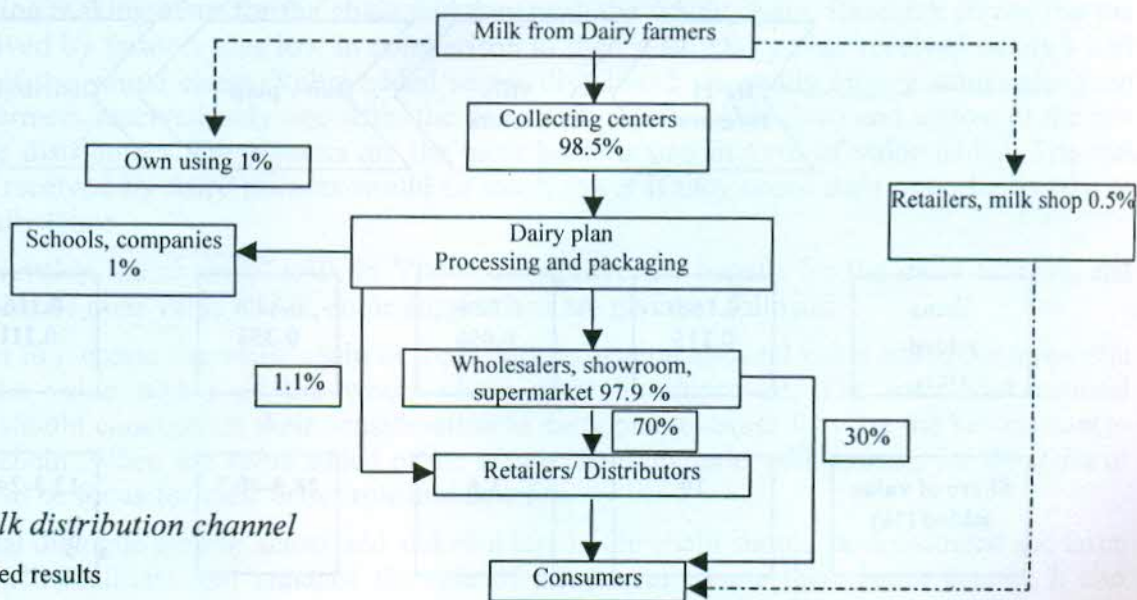 Milk from Dairy farmers
Collecting centers
98.5%
Own using 1%
Retailers, milk shop 0.5%
Schools, companies
1%
Dairy plan
Processing and packaging
1.1%
Wholesalers, showroom,
supermarket 97.9 %
70%
30%
Retailers/ Distributors
lk distribution channel
ed results
Consumers